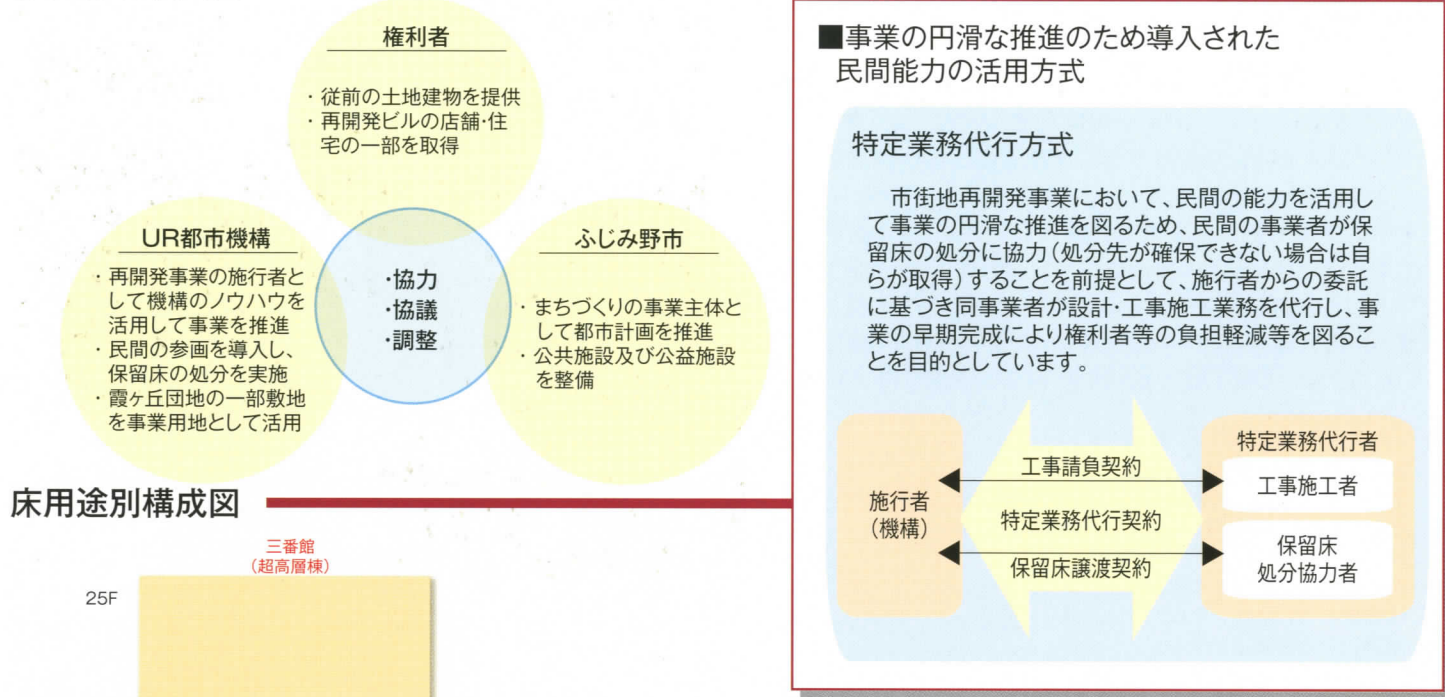 権利者
・従前の土地建物を提供
・再開発ビルの店舗・住
宅の一部を取得
UR都市機構
・再開発事業の施行者と
して機構のノウハウを
活用して事業を推進
・民間の参画を導入し、
保留床の処分を実施
・霞ヶ丘団地の一部敷地
を事業用地として活用
・協力
・協議
・調整
ふじみ野市
・まちづくりの事業主体と
して都市計画を推進
・公共施設及び公益施設
を整備
床用途別構成図
三番館
(超高層棟)
25F
■事業の円滑な推進のため導入された
民間能力の活用方式
特定業務代行方式
市街地再開発事業において、民間の能力を活用し
て事業の円滑な推進を図るため、民間の事業者が保
留床の処分に協力(処分先が確保できない場合は自
らが取得)することを前提として、施行者からの委託
に基づき同事業者が設計・工事施工業務を代行し、事
業の早期完成により権利者等の負担軽減等を図るこ
とを目的としています。
施行者
(機構)
工事請負契約
特定業務代行契約
保留床譲渡契約
特定業務代行者
工事施工者
保留床
処分協力者